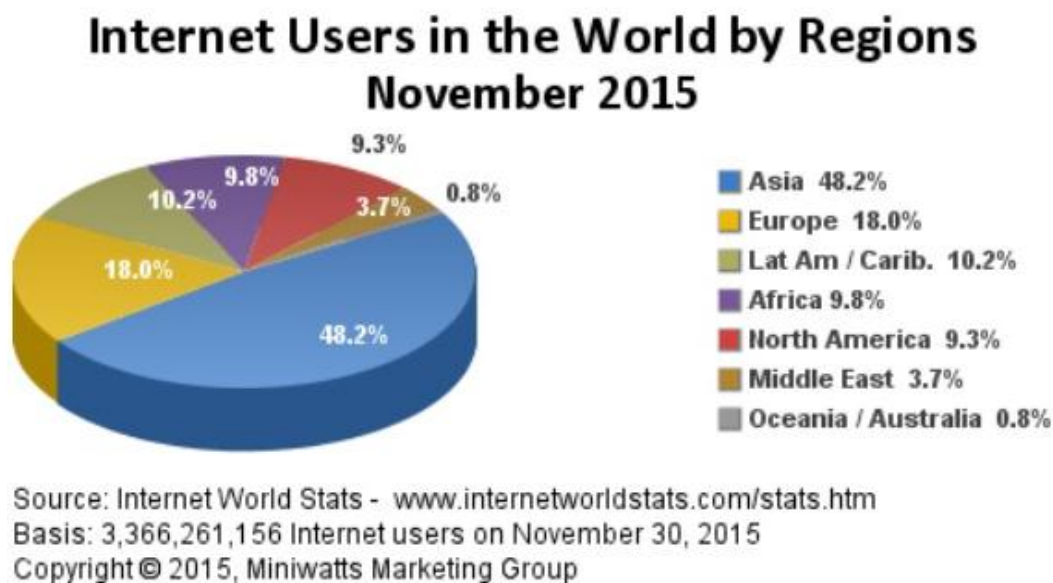 Internet Users in the World by Regions
November 2015
9.3%
9.8%
0.8%
3.7%
10.2%
18.0%
48.2%
Asia 48.2%
Europe 18.0%
Lat Am / Carib. 10.2%
Africa 9.8%
North America 9.3%
Middle East 3.7%
Oceania / Australia 0.8%
Source: Internet World Stats - www.internetworldstats.com/stats.htm
Basis: 3,366,261,156 Internet users on November 30, 2015
Copyright © 2015, Miniwatts Marketing Group